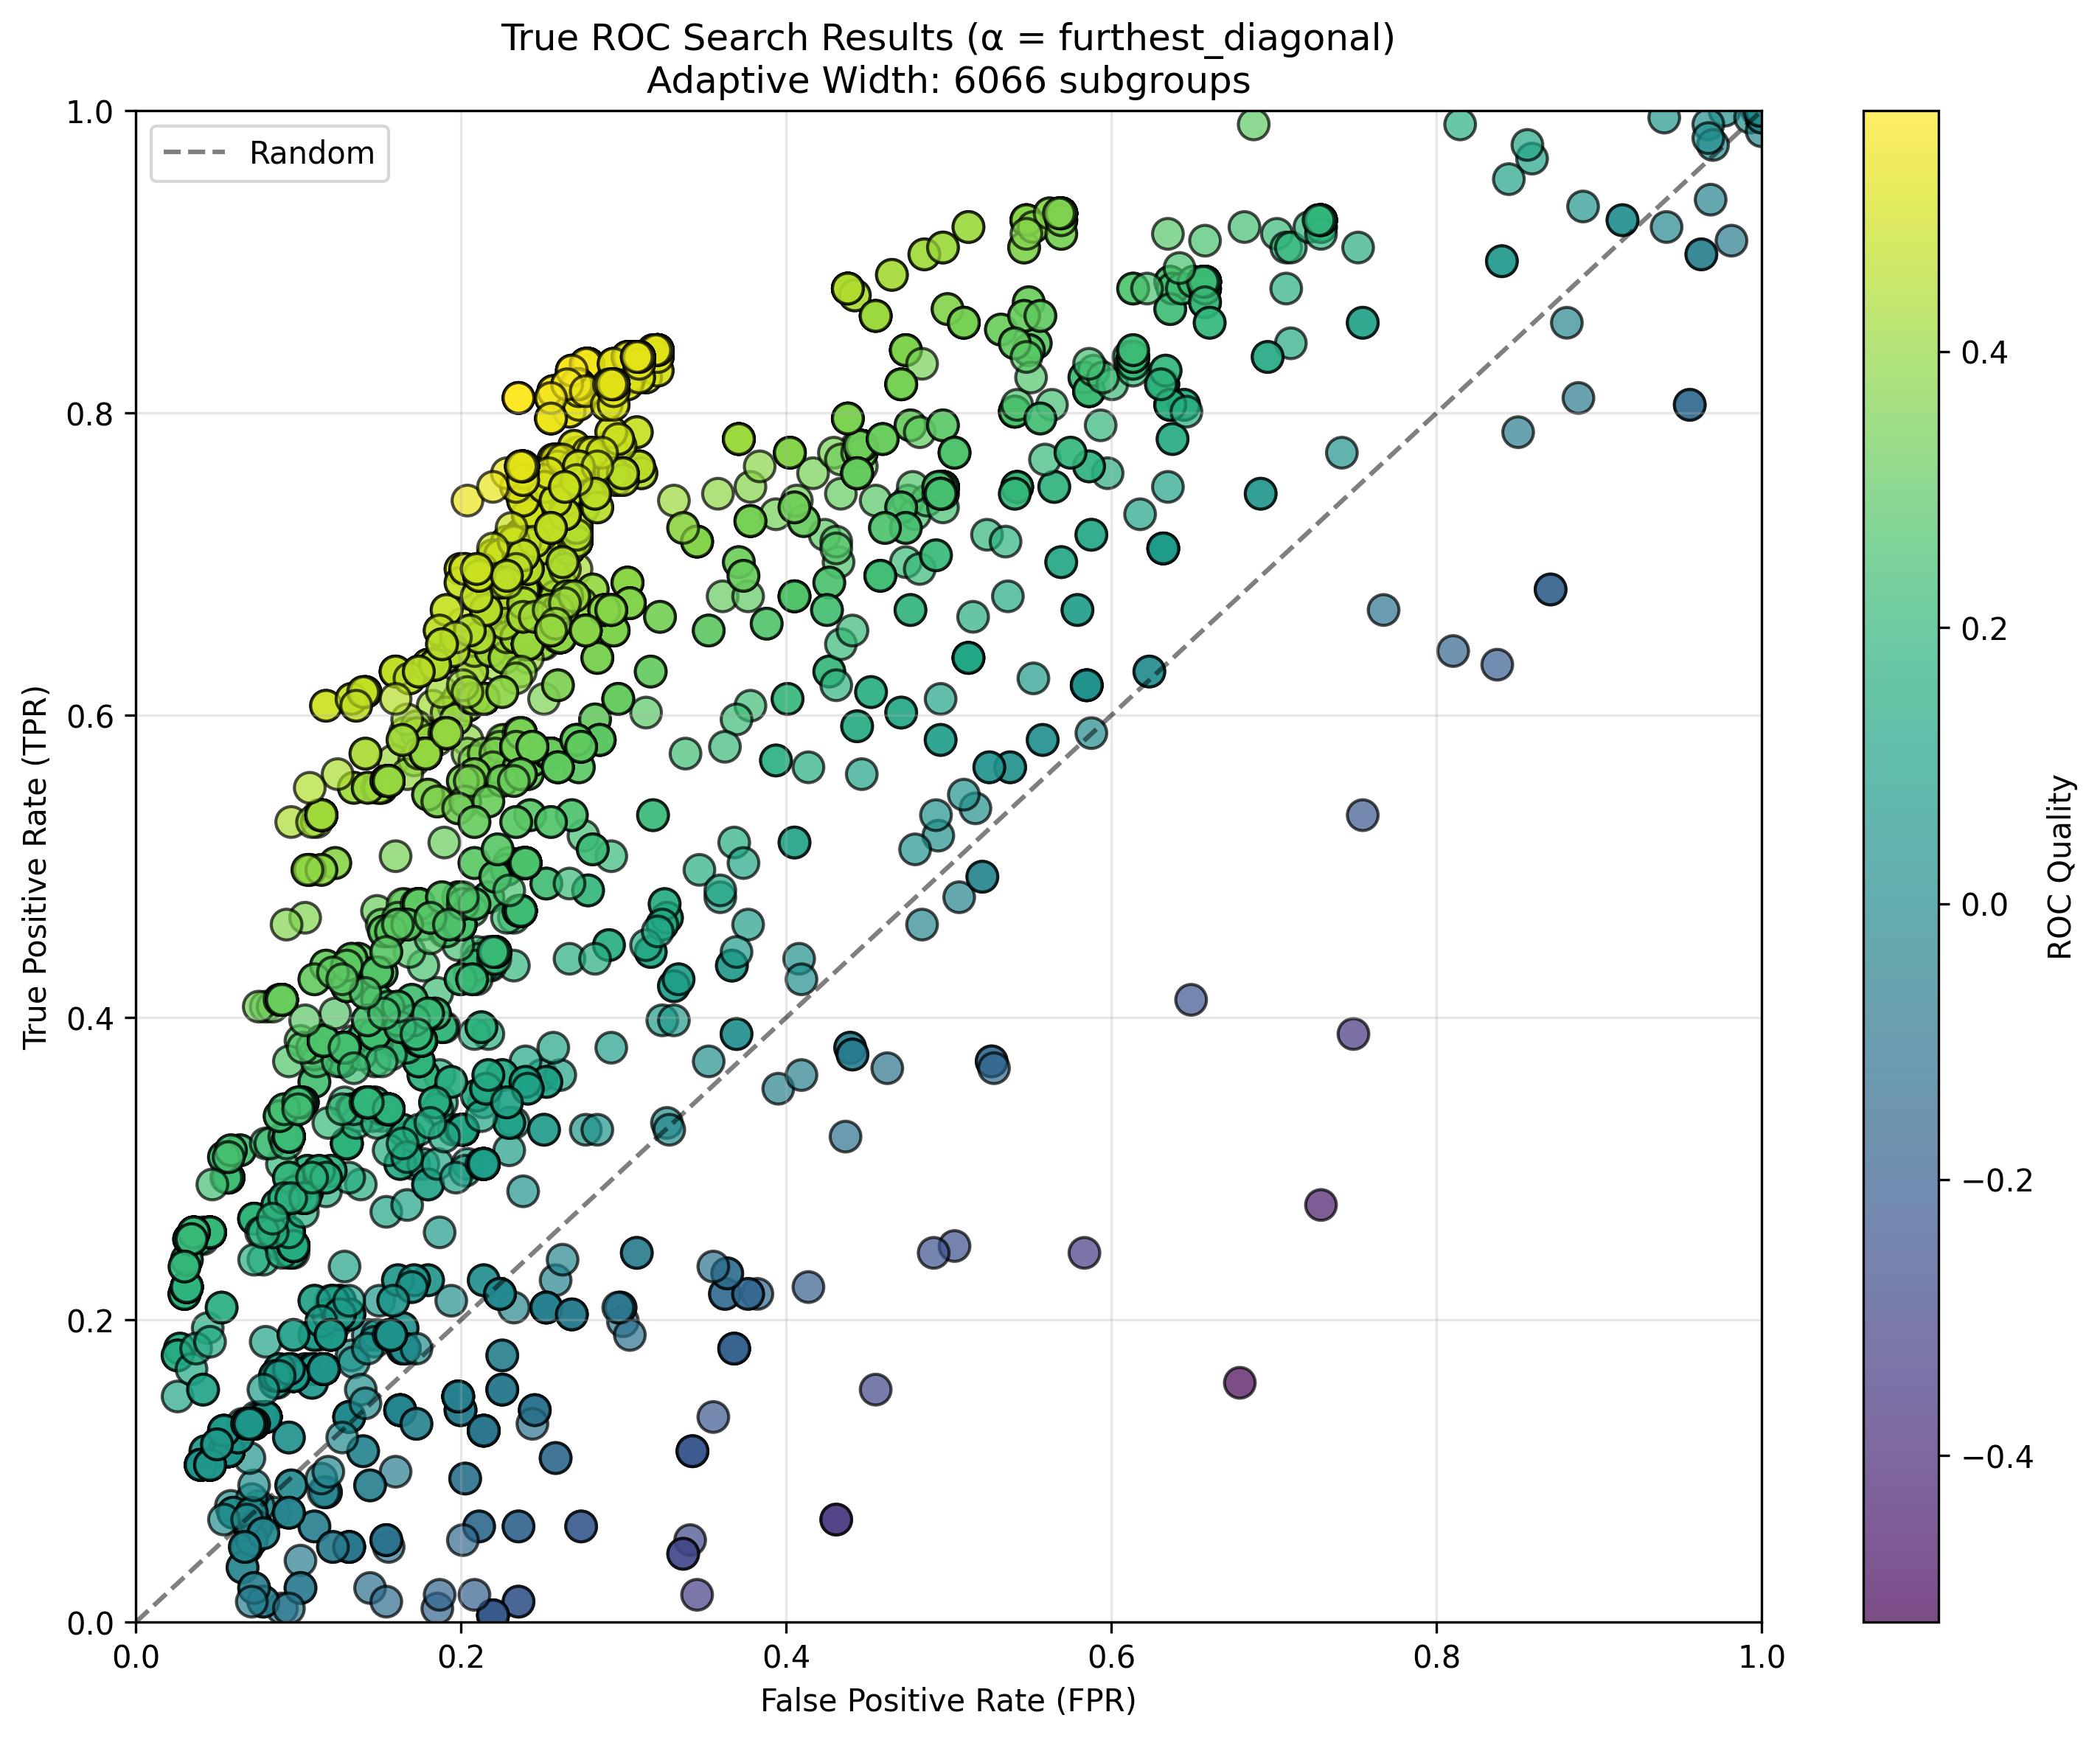 True ROC Search Results (α = furthest_diagonal)
Adaptive Width: 6066 subgroups
Random
True Positive Rate (TPR)
1.0
0.8
0.6
0.4
0.2
0.0
0.0 0.2 0.4 0.6 0.8 1.0
False Positive Rate (FPR)
0.4
0.2
0.0
−0.2
−0.4
ROC Quality